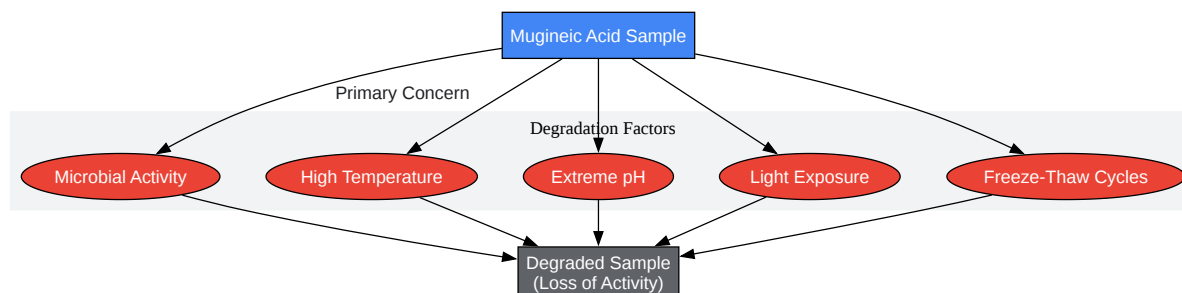 Mugineic Acid Sample
Primary Concern
Degradation Factors
Microbial Activity
High Temperature
Extreme pH
Light Exposure
Freeze-Thaw Cycles
Degraded Sample
(Loss of Activity)